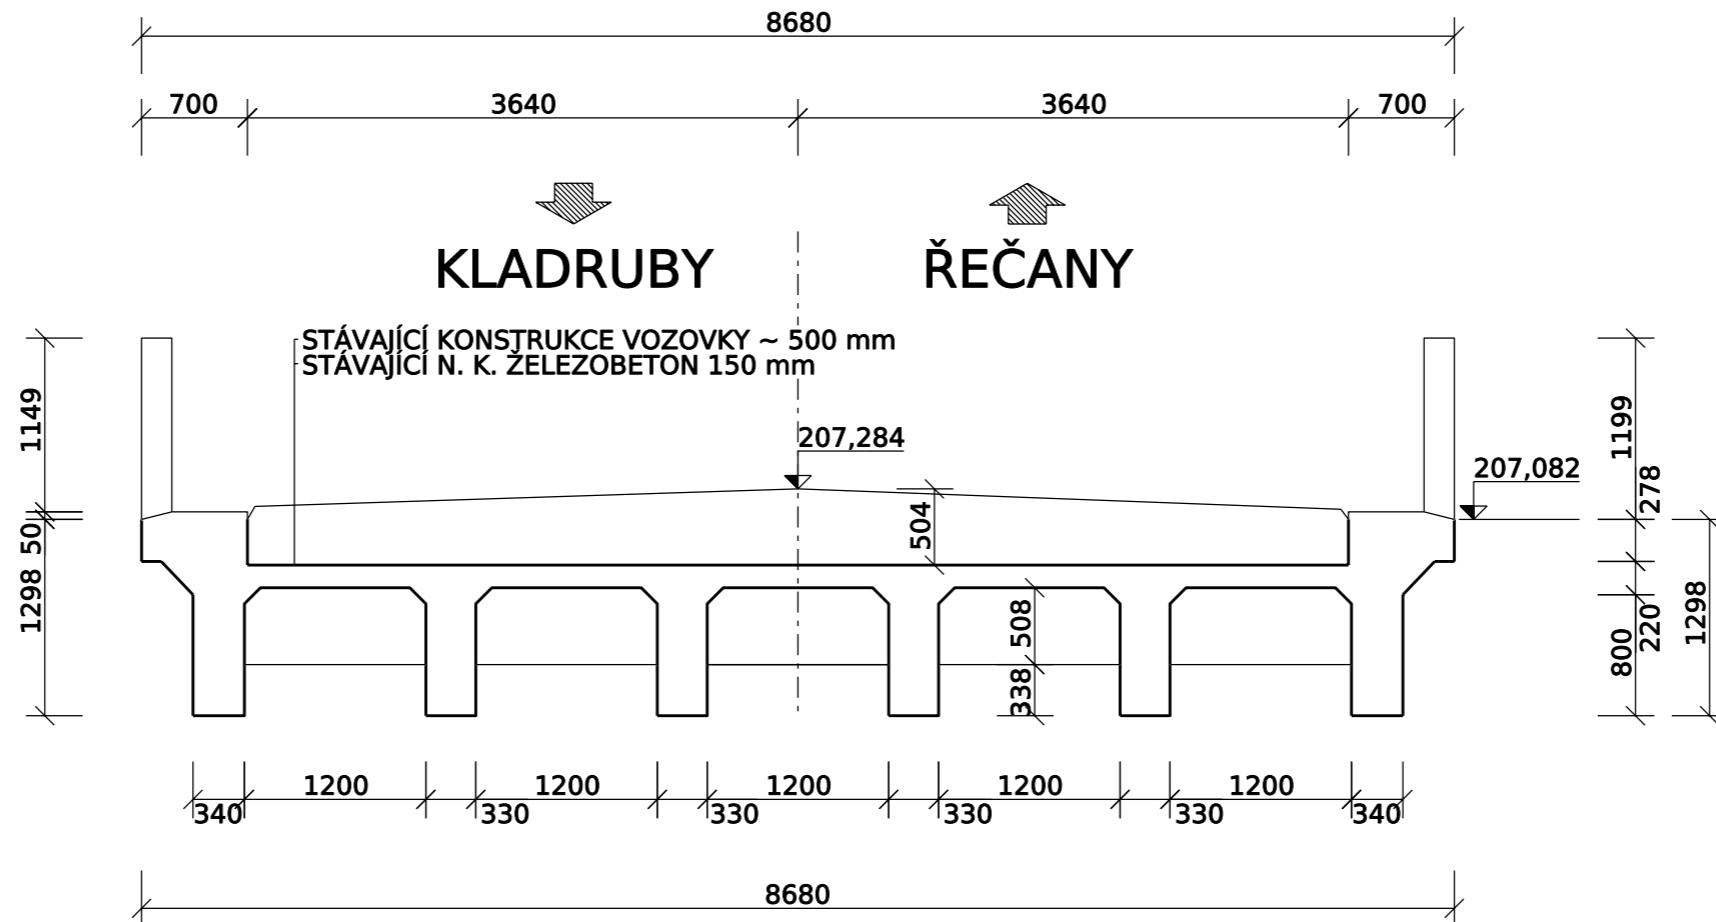 8680
700 3640 3640 700
KLADRUBY ŘEČANY
STÁVAJÍCÍ KONSTRUKCE VOZOVKY ~ 500 mm
STÁVAJÍCÍ N. K. ŽELEZOBETON 150 mm
1149
50
1298
207,284
504
508
338
207,082
1199
278
220
800
1298
1200 1200 1200 1200 1200
340 330 330 330 330 340
8680